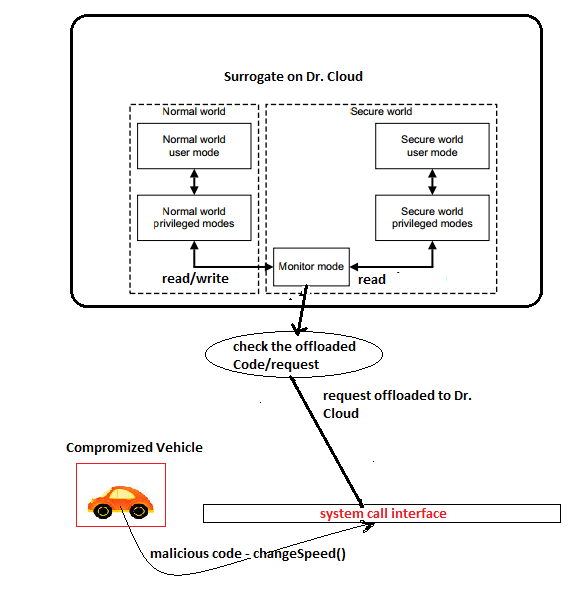 Surrogate on Dr. Cloud
Normal world
Secure world
Normal world
user mode
Secure world
user mode
Normal world
privileged modes
Secure world
privileged modes
Monitor mode
read/write
read
check the offloaded
Code/request
request offloaded to Dr.
Cloud
Compromized Vehicle
system call interface
malicious code - changeSpeed()